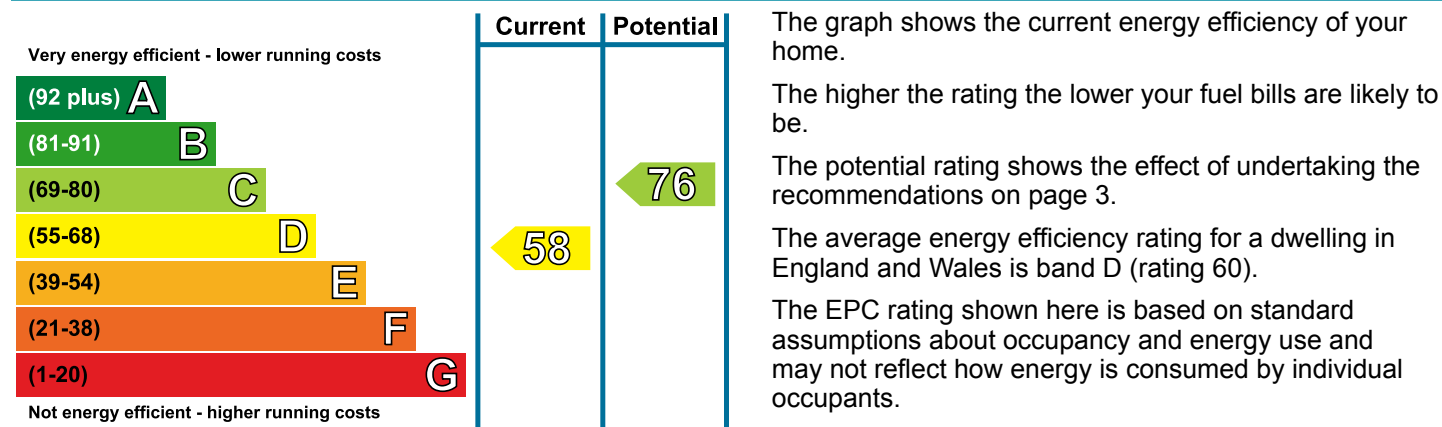 Current Potential
Very energy efficient - lower running costs
(92 plus) A
(81-91) B
(69-80) C
76
(55-68) D
58
(39-54) E
(21-38) F
(1-20) G
Not energy efficient - higher running costs
The graph shows the current energy efficiency of your
home.
The higher the rating the lower your fuel bills are likely to
be.
The potential rating shows the effect of undertaking the
recommendations on page 3.
The average energy efficiency rating for a dwelling in
England and Wales is band D (rating 60).
The EPC rating shown here is based on standard
assumptions about occupancy and energy use and
may not reflect how energy is consumed by individual
occupants.